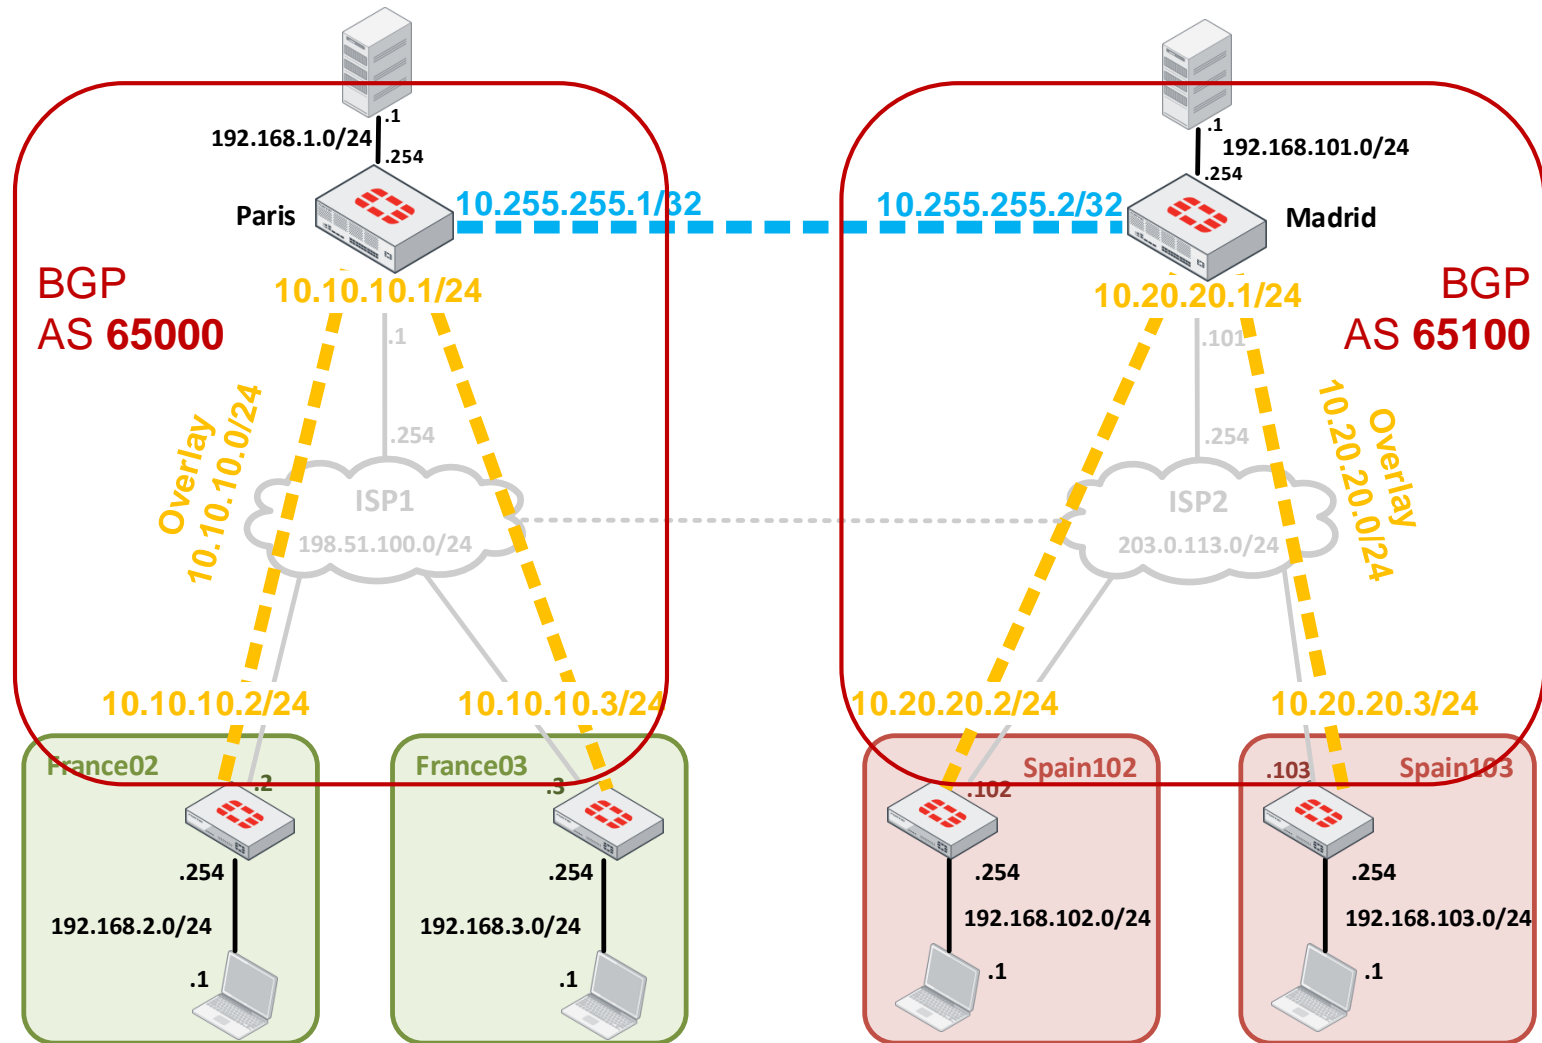 .1
192.168.1.0/24
.254
Paris
10.255.255.1/32
10.255.255.2/32
.1
192.168.101.0/24
.254
Madrid
BGP
AS 65000
10.10.10.1/24
.1
.254
Overlay
10.10.10.0/24
ISP1
198.51.100.0/24
10.20.20.1/24
.101
.254
BGP
AS 65100
Overlay
10.20.20.0/24
ISP2
203.0.113.0/24
10.10.10.2/24
10.10.10.3/24
10.20.20.2/24
10.20.20.3/24
France02
.2
.254
192.168.2.0/24
.1
France03
.3
.254
192.168.3.0/24
.1
Spain102
.102
.254
192.168.102.0/24
.1
Spain103
.103
.254
192.168.103.0/24
.1